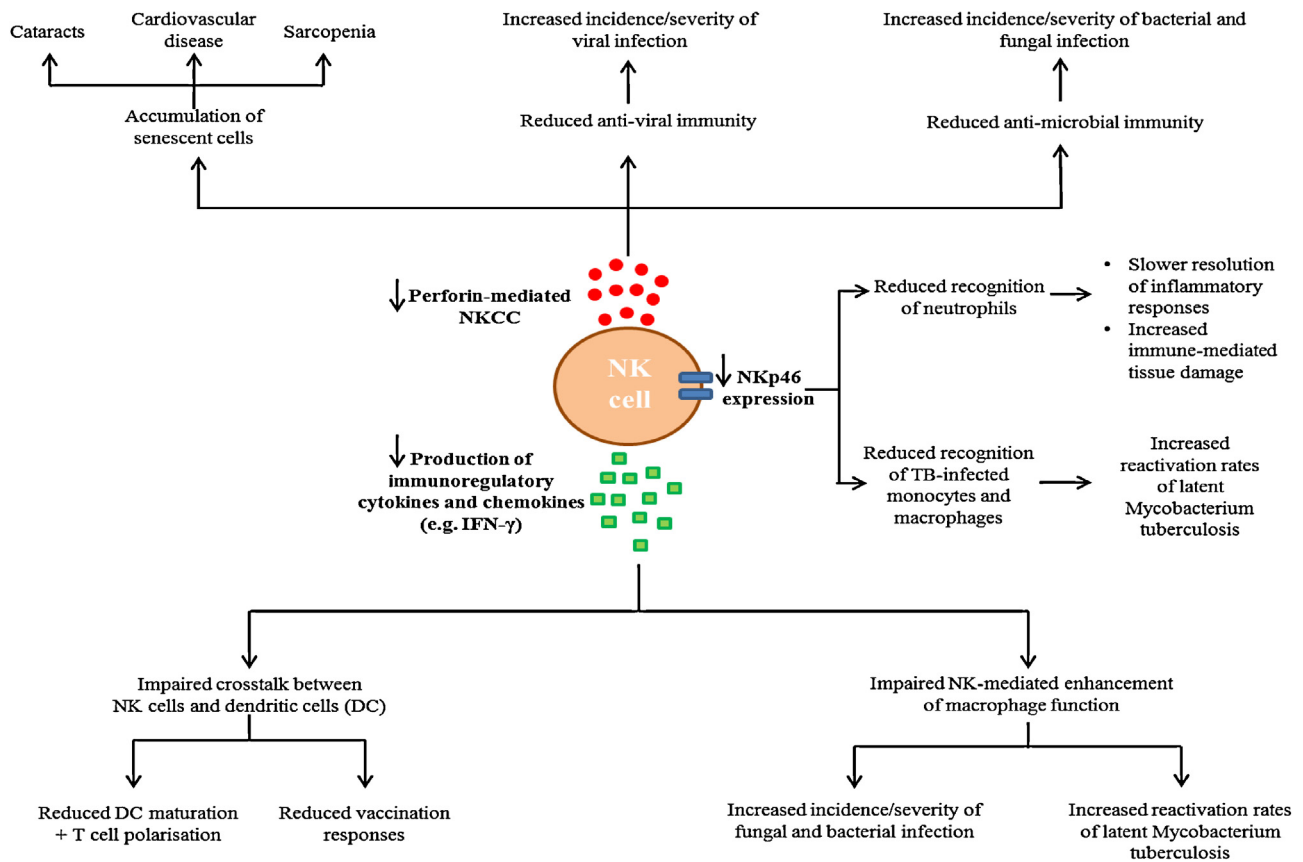 Cataracts
Cardiovascular
disease
Sarcopenia
Accumulation of
senescent cells
Increased incidence/severity of
viral infection
Reduced anti-viral immunity
Increased incidence/severity of bacterial and
fungal infection
Reduced anti-microbial immunity
Perforin-mediated
NKCC
NK
cell
NKp46
expression
Reduced recognition
of neutrophils
• Slower resolution
of inflammatory
responses
• Increased
immune-mediated
tissue damage
Reduced recognition
of TB-infected
monocytes and
macrophages
Increased
reactivation rates
of latent
Mycobacterium
tuberculosis
Production of
immunoregulatory
cytokines and chemokines
(e.g. IFN-γ)
Impaired crosstalk between
NK cells and dendritic cells (DC)
Reduced DC maturation
+ T cell polarisation
Reduced vaccination
responses
Impaired NK-mediated enhancement
of macrophage function
Increased incidence/severity of
fungal and bacterial infection
Increased reactivation rates
of latent Mycobacterium
tuberculosis